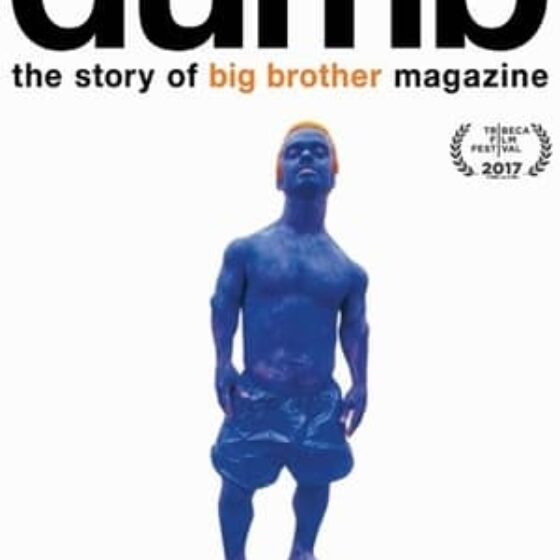 dumb
the story of big brother magazine
TRIBECA
FILM
FESTIVAL
2017